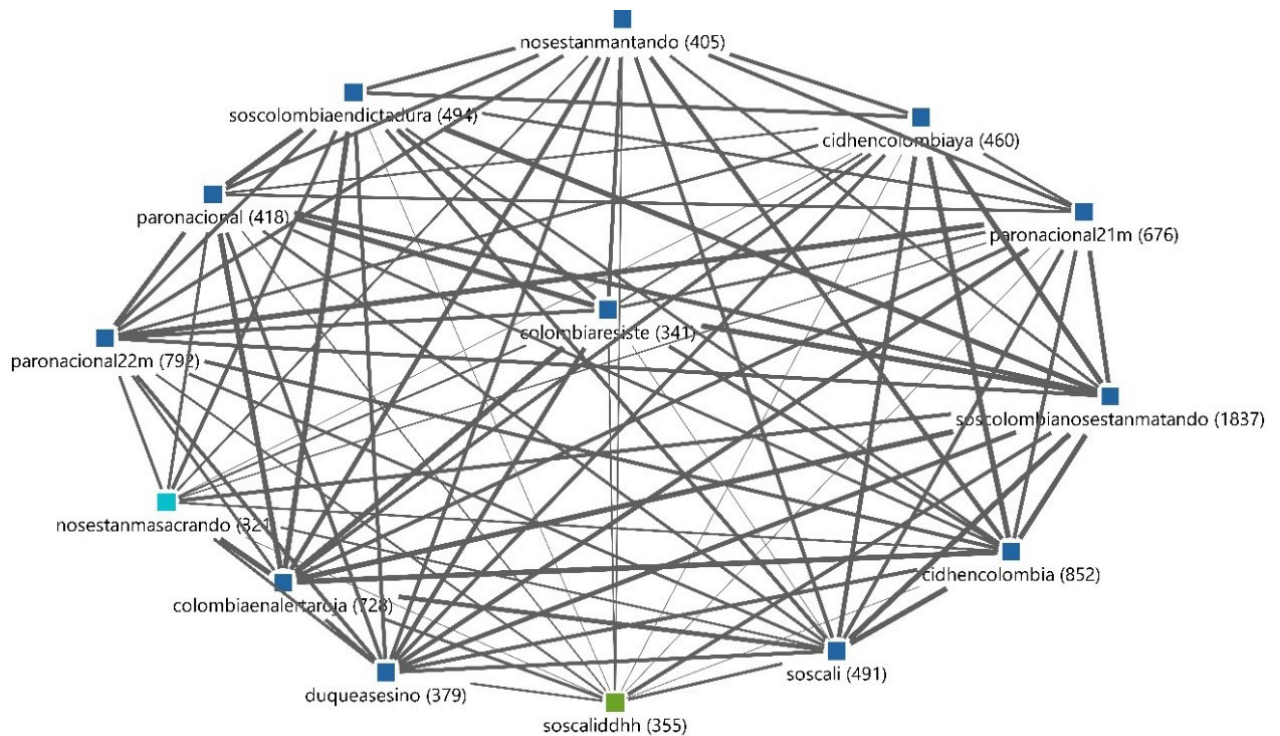 nosestanmantando (405)
soscolombiaendictadura (494)
cidhencolombiaya (460)
paronacional (418)
paronacional21m (676)
colombiaresiste (341)
paronacional22m (792)
soscolombianosestanmatando (1837)
nosestanmasacrando (321)
cidhencolombia (852)
colombiaenalertaroja (728)
soscali (491)
duqueasesino (379)
soscaliddhh (355)